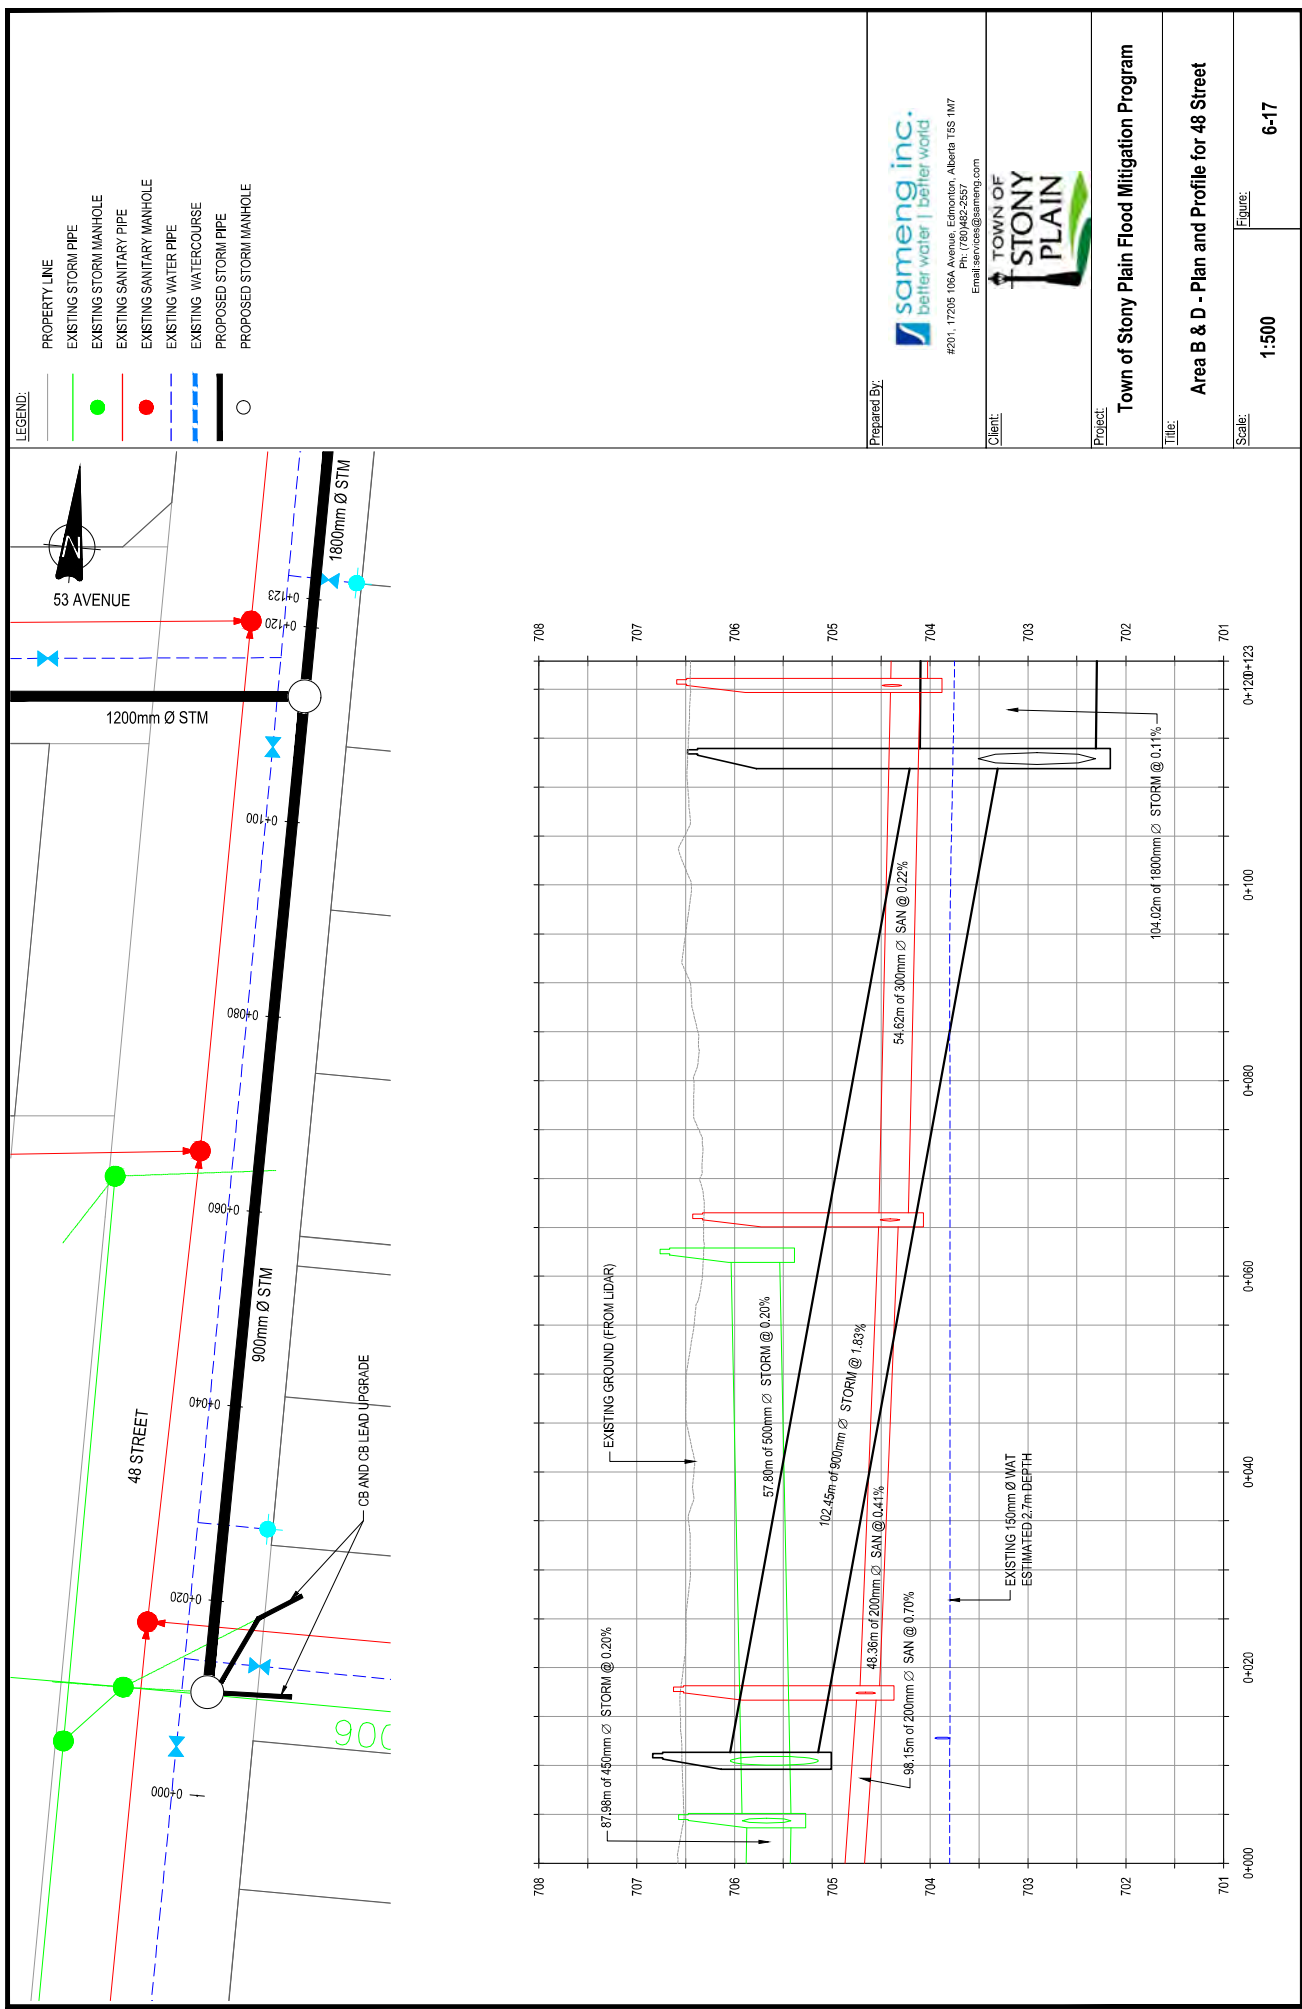 LEGEND:
PROPERTY LINE
EXISTING STORM PIPE
EXISTING STORM MANHOLE
EXISTING SANITARY PIPE
EXISTING SANITARY MANHOLE
EXISTING WATER PIPE
EXISTING WATERCOURSE
PROPOSED STORM PIPE
PROPOSED STORM MANHOLE
N
53 AVENUE
1200mm Ø STM
1800mm Ø STM
0+123
0+120
0+100
0+080
0+060
0+040
0+020
0+000
900mm Ø STM
48 STREET
CB AND CB LEAD UPGRADE
900
708
707
706
705
704
703
702
701
708
707
706
705
704
703
702
701
0+000
0+020
0+040
0+060
0+080
0+100
0+120
0+123
EXISTING GROUND (FROM LiDAR)
87.98m of 450mm Ø STORM @ 0.20%
57.80m of 500mm Ø STORM @ 0.20%
102.45m of 900mm Ø STORM @ 1.83%
48.36m of 200mm Ø SAN @ 0.41%
98.15m of 200mm Ø SAN @ 0.70%
54.62m of 300mm Ø SAN @ 0.22%
EXISTING 150mm Ø WAT
ESTIMATED 2.7m DEPTH
104.02m of 1800mm Ø STORM @ 0.11%
Prepared By:
sameng inc.
better water | better world
#201, 17205 106A Avenue, Edmonton, Alberta T5S 1M7
Ph: (780)482-2557
Email:services@sameng.com
Client:
TOWN OF
STONY
PLAIN
Project:
Town of Stony Plain Flood Mitigation Program
Title:
Area B & D - Plan and Profile for 48 Street
Scale:
1:500
Figure:
6-17